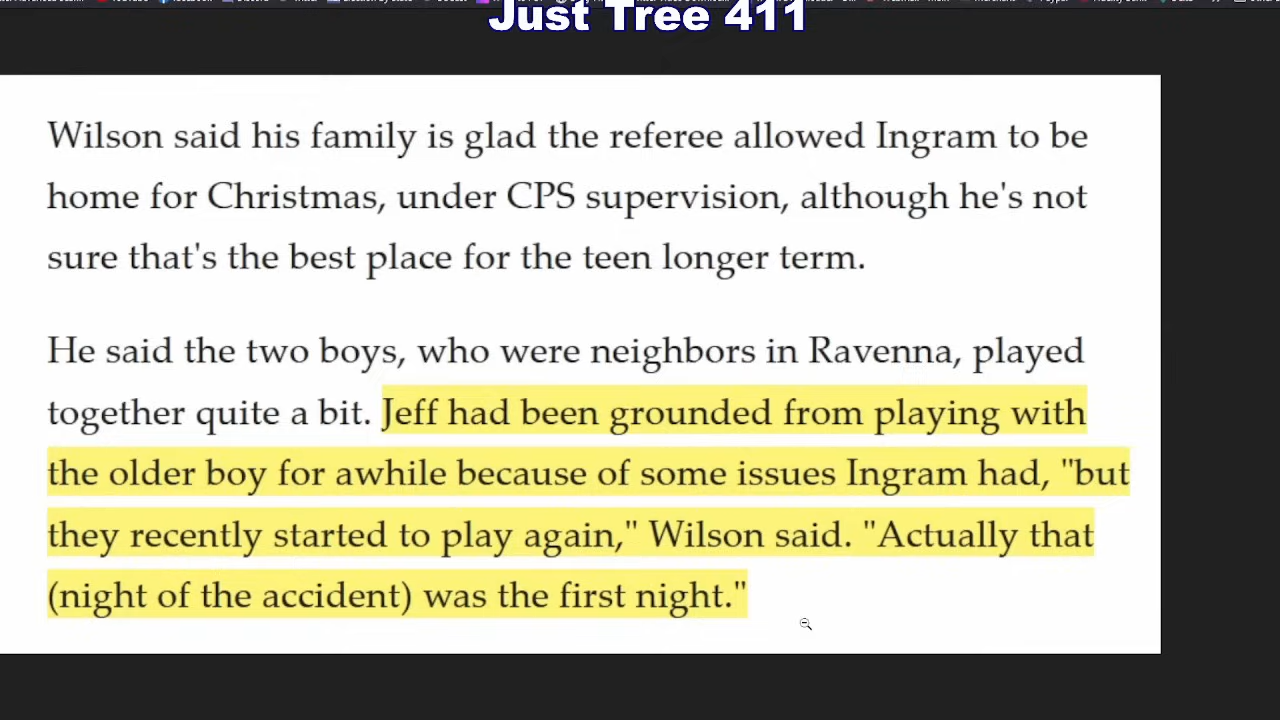 Just Tree 411
Wilson said his family is glad the referee allowed Ingram to be
home for Christmas, under CPS supervision, although he's not
sure that's the best place for the teen longer term.
He said the two boys, who were neighbors in Ravenna, played
together quite a bit. Jeff had been grounded from playing with
the older boy for awhile because of some issues Ingram had, "but
they recently started to play again," Wilson said. "Actually that
(night of the accident) was the first night."